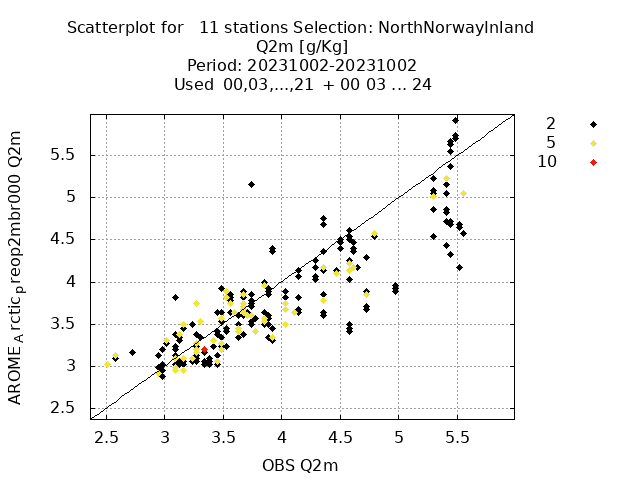 Scatterplot for   11 stations Selection: NorthNorwayInland
Q2m [g/Kg]
Period: 20231002-20231002
Used  00,03,...,21  + 00 03 ... 24
2
5
10
AROME_Arctic_preop2mbr000 Q2m
5.5
5
4.5
4
3.5
3
2.5
2.5 3 3.5 4 4.5 5 5.5
OBS Q2m